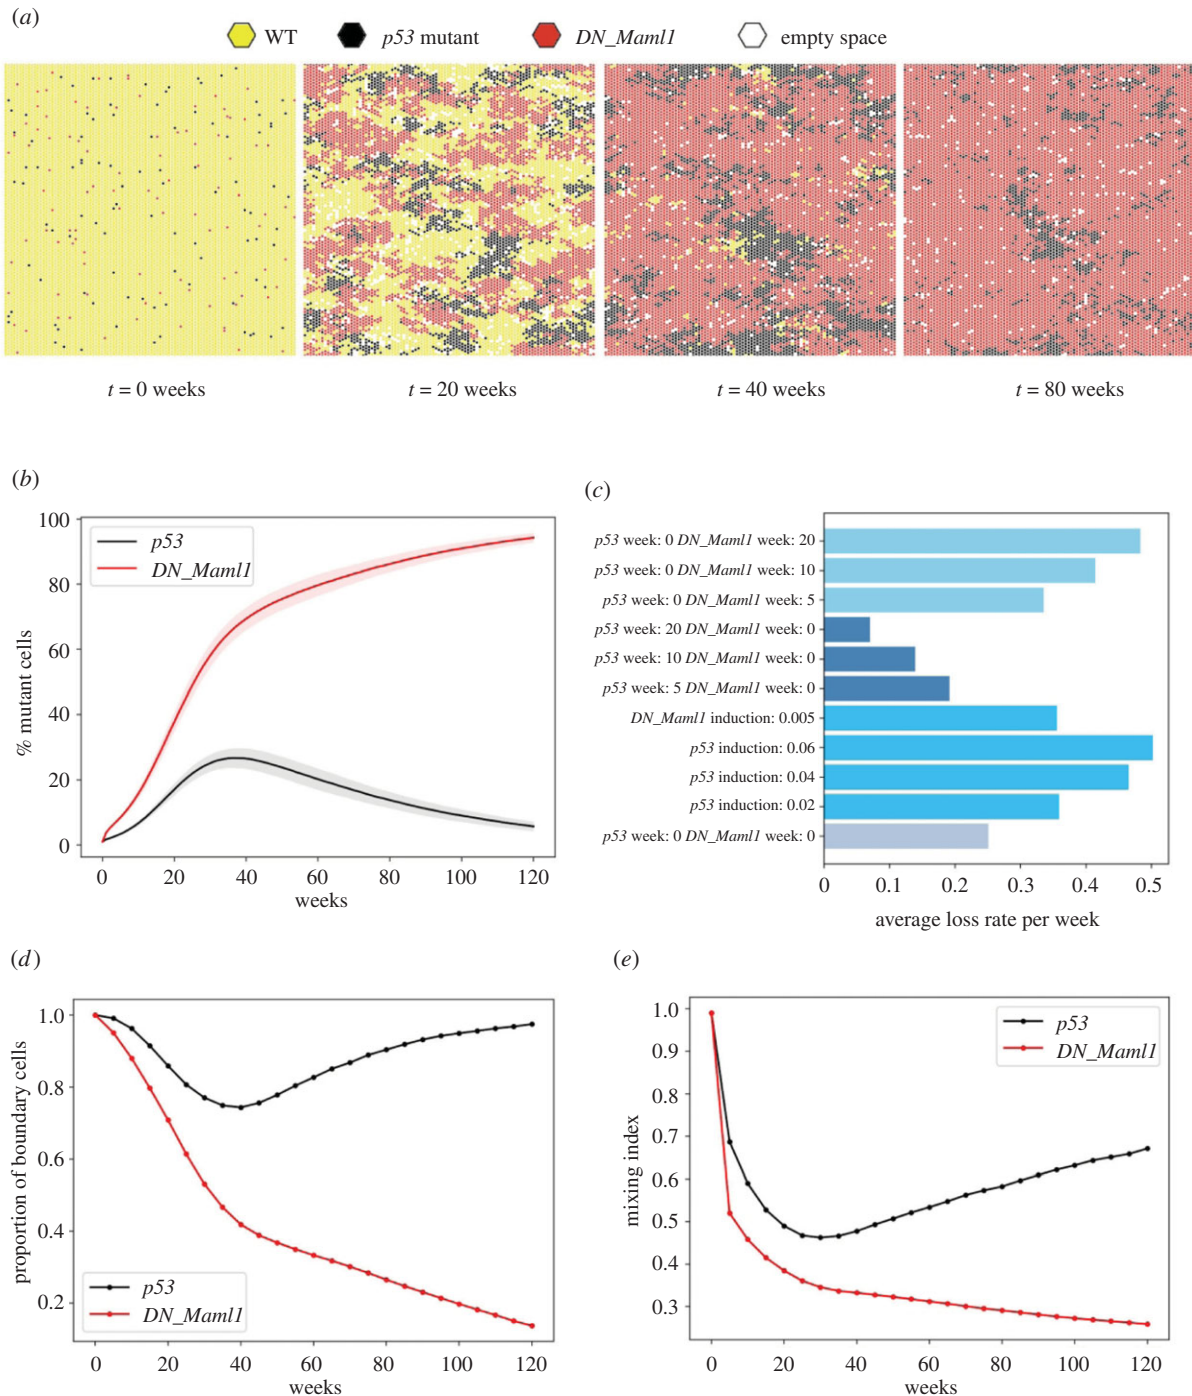 (a)
WT p53 mutant DN_Maml1 empty space
t = 0 weeks t = 20 weeks t = 40 weeks t = 80 weeks
(b)
100
80
60
40
20
0
% mutant cells
p53
DN_Maml1
0 20 40 60 80 100 120
weeks
(c)
p53 week: 0 DN_Maml1 week: 20
p53 week: 0 DN_Maml1 week: 10
p53 week: 0 DN_Maml1 week: 5
p53 week: 20 DN_Maml1 week: 0
p53 week: 10 DN_Maml1 week: 0
p53 week: 5 DN_Maml1 week: 0
DN_Maml1 induction: 0.005
p53 induction: 0.06
p53 induction: 0.04
p53 induction: 0.02
p53 week: 0 DN_Maml1 week: 0
0 0.1 0.2 0.3 0.4 0.5
average loss rate per week
(d)
1.0
0.8
0.6
0.4
0.2
proportion of boundary cells
p53
DN_Maml1
0 20 40 60 80 100 120
weeks
(e)
1.0
0.9
0.8
0.7
0.6
0.5
0.4
0.3
mixing index
p53
DN_Maml1
0 20 40 60 80 100 120
weeks